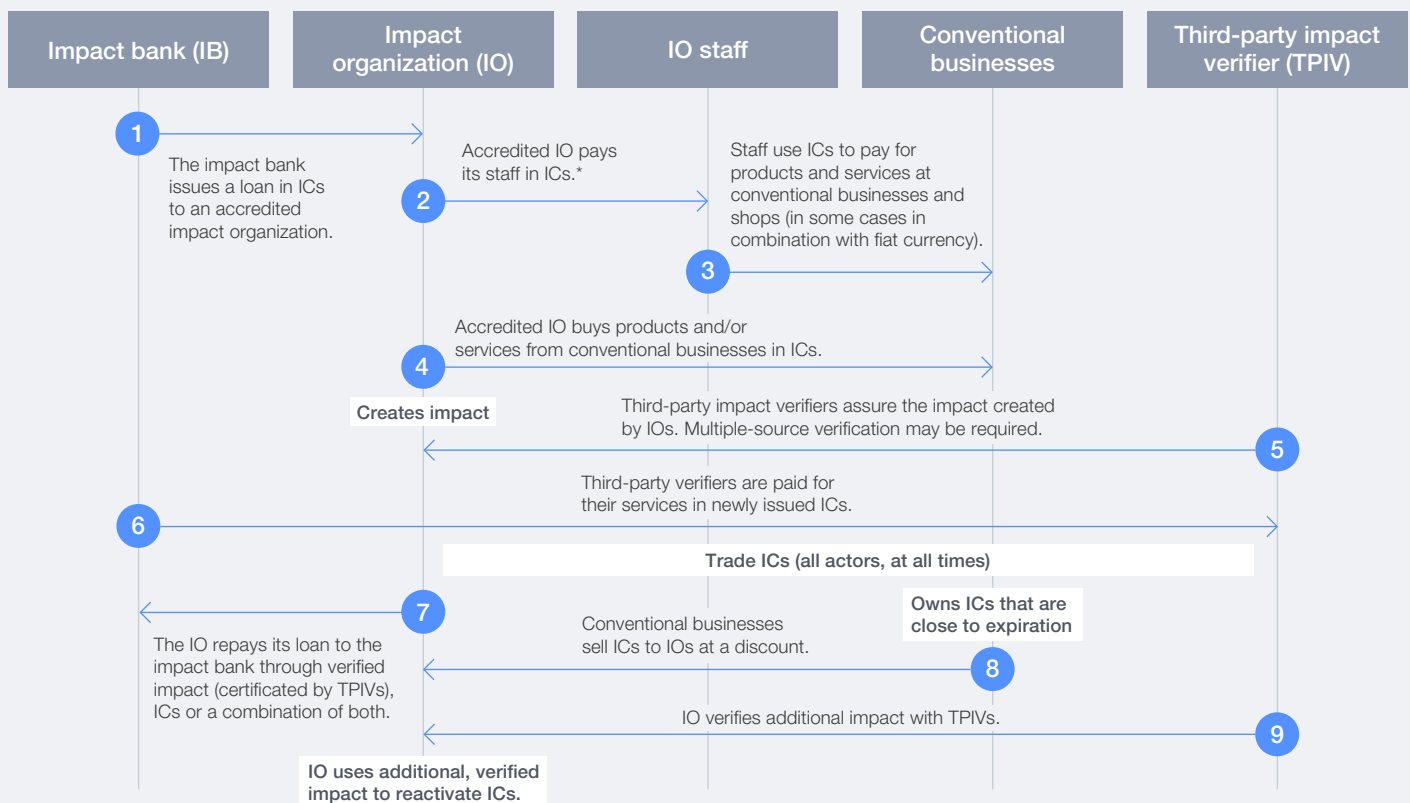 Impact bank (IB)
Impact
organization (IO)
IO staff
Conventional
businesses
Third-party impact
verifier (TPIV)
1
The impact bank
issues a loan in ICs
to an accredited
impact organization.
2
Accredited IO pays
its staff in ICs.*
3
Staff use ICs to pay for
products and services at
conventional businesses and
shops (in some cases in
combination with fiat currency).
4
Accredited IO buys products and/or
services from conventional businesses in ICs.
Creates impact
5
Third-party impact verifiers assure the impact created
by IOs. Multiple-source verification may be required.
6
Third-party verifiers are paid for
their services in newly issued ICs.
Trade ICs (all actors, at all times)
7
The IO repays its loan to the
impact bank through verified
impact (certificated by TPIVs),
ICs or a combination of both.
Owns ICs that are
close to expiration
8
Conventional businesses
sell ICs to IOs at a discount.
9
IO verifies additional impact with TPIVs.
IO uses additional, verified
impact to reactivate ICs.